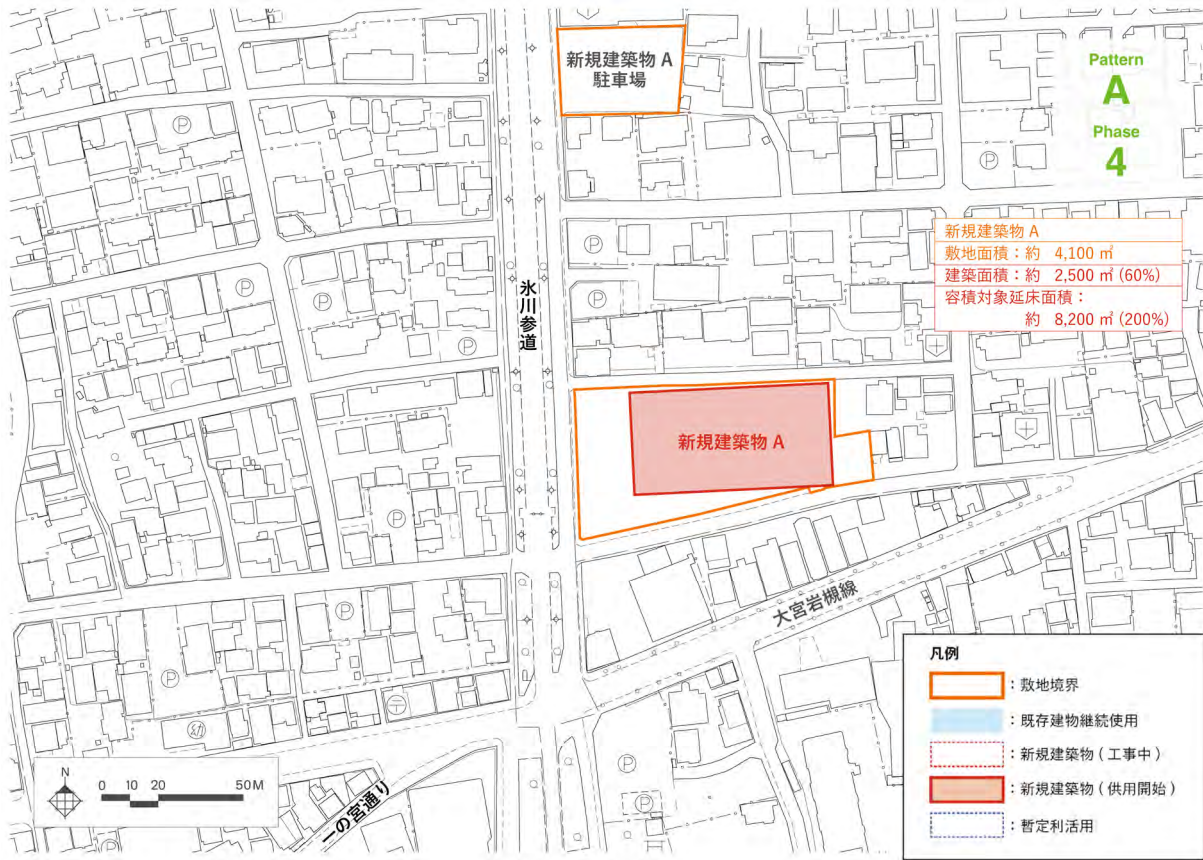 新規建築物 A
駐車場
Pattern
A
Phase
4
新規建築物 A
敷地面積：約 4,100 ㎡
建築面積：約 2,500 ㎡ (60%)
容積対象延床面積：
約 8,200 ㎡ (200%)
氷川参道
新規建築物 A
大宮岩槻線
一の宮通り
凡例
：敷地境界
：既存建物継続使用
：新規建築物 ( 工事中 )
：新規建築物 ( 供用開始 )
：暫定利活用
N
0 10 20 50M
P
P
P
P
P
P
P
P
P
P
P
P
幼